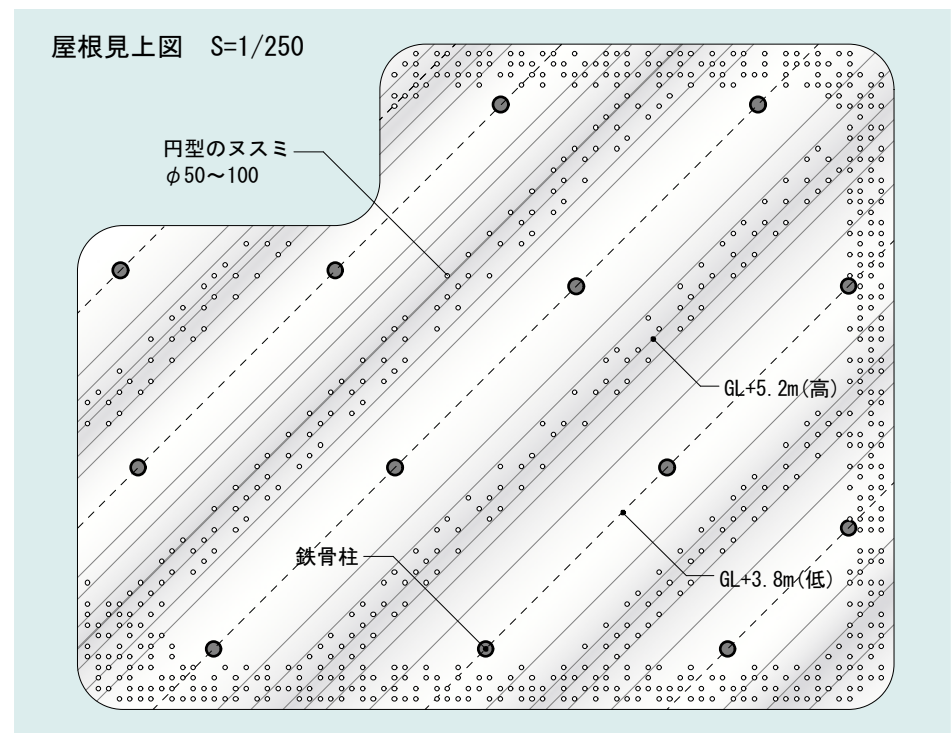 屋根見上図　S=1/250
円型のヌスミ
φ50～100
GL+5.2m(高)
鉄骨柱
GL+3.8m(低)